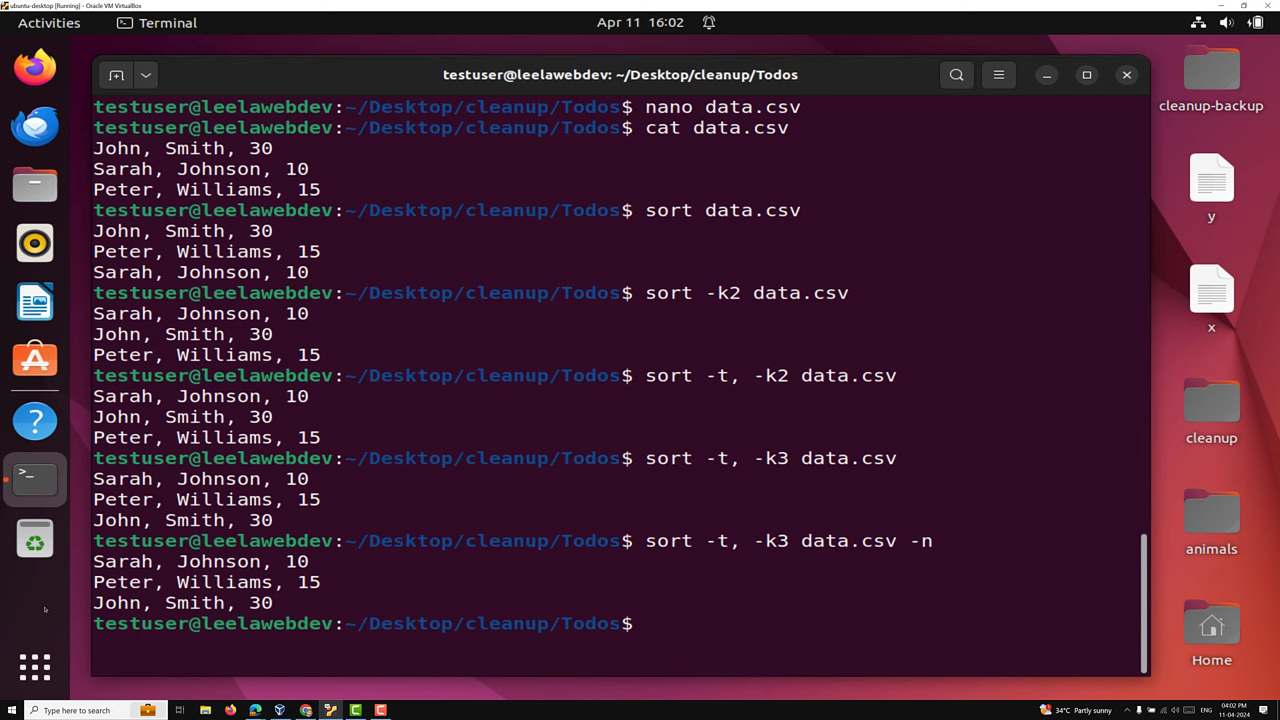 ubuntu-desktop [Running] - Oracle VM VirtualBox
Activities
Terminal
Apr 11 16:02
testuser@leelawebdev: ~/Desktop/cleanup/Todos
testuser@leelawebdev:~/Desktop/cleanup/Todos$ nano data.csv
testuser@leelawebdev:~/Desktop/cleanup/Todos$ cat data.csv
John, Smith, 30
Sarah, Johnson, 10
Peter, Williams, 15
testuser@leelawebdev:~/Desktop/cleanup/Todos$ sort data.csv
John, Smith, 30
Peter, Williams, 15
Sarah, Johnson, 10
testuser@leelawebdev:~/Desktop/cleanup/Todos$ sort -k2 data.csv
Sarah, Johnson, 10
John, Smith, 30
Peter, Williams, 15
testuser@leelawebdev:~/Desktop/cleanup/Todos$ sort -t, -k2 data.csv
Sarah, Johnson, 10
John, Smith, 30
Peter, Williams, 15
testuser@leelawebdev:~/Desktop/cleanup/Todos$ sort -t, -k3 data.csv
Sarah, Johnson, 10
Peter, Williams, 15
John, Smith, 30
testuser@leelawebdev:~/Desktop/cleanup/Todos$ sort -t, -k3 data.csv -n
Sarah, Johnson, 10
Peter, Williams, 15
John, Smith, 30
testuser@leelawebdev:~/Desktop/cleanup/Todos$
cleanup-backup
y
x
cleanup
animals
Home
Type here to search
34°C Partly sunny
ENG
04:02 PM
11-04-2024